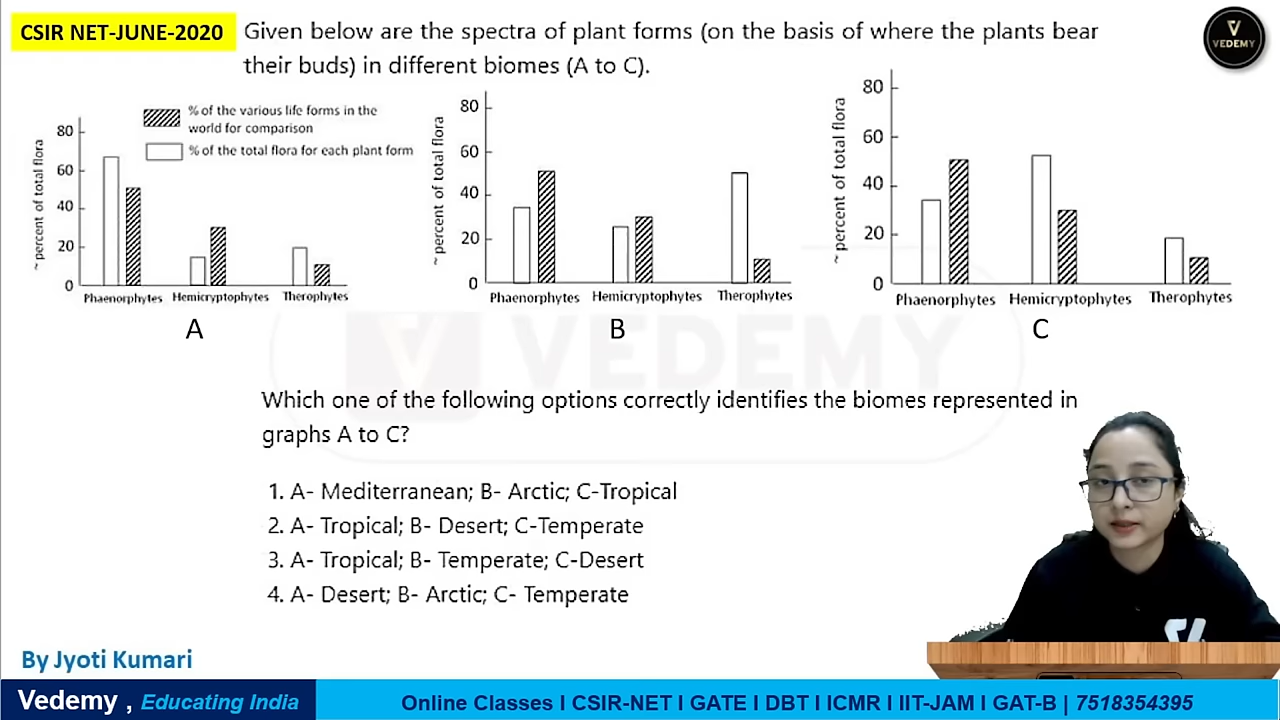 CSIR NET-JUNE-2020
Given below are the spectra of plant forms (on the basis of where the plants bear
their buds) in different biomes (A to C).
VEDEMY
% of the various life forms in the
world for comparison
% of the total flora for each plant form
~ percent of total flora
80
60
40
20
0
Phaenorphytes Hemicryptophytes Therophytes
A
~ percent of total flora
80
60
40
20
0
Phaenorphytes Hemicryptophytes Therophytes
B
~ percent of total flora
80
60
40
20
0
Phaenorphytes Hemicryptophytes Therophytes
C
VEDEMY
Which one of the following options correctly identifies the biomes represented in
graphs A to C?
1. A- Mediterranean; B- Arctic; C-Tropical
2. A- Tropical; B- Desert; C-Temperate
3. A- Tropical; B- Temperate; C-Desert
4. A- Desert; B- Arctic; C- Temperate
By Jyoti Kumari
Vedemy , Educating India
Online Classes I CSIR-NET I GATE I DBT I ICMR I IIT-JAM I GAT-B | 7518354395